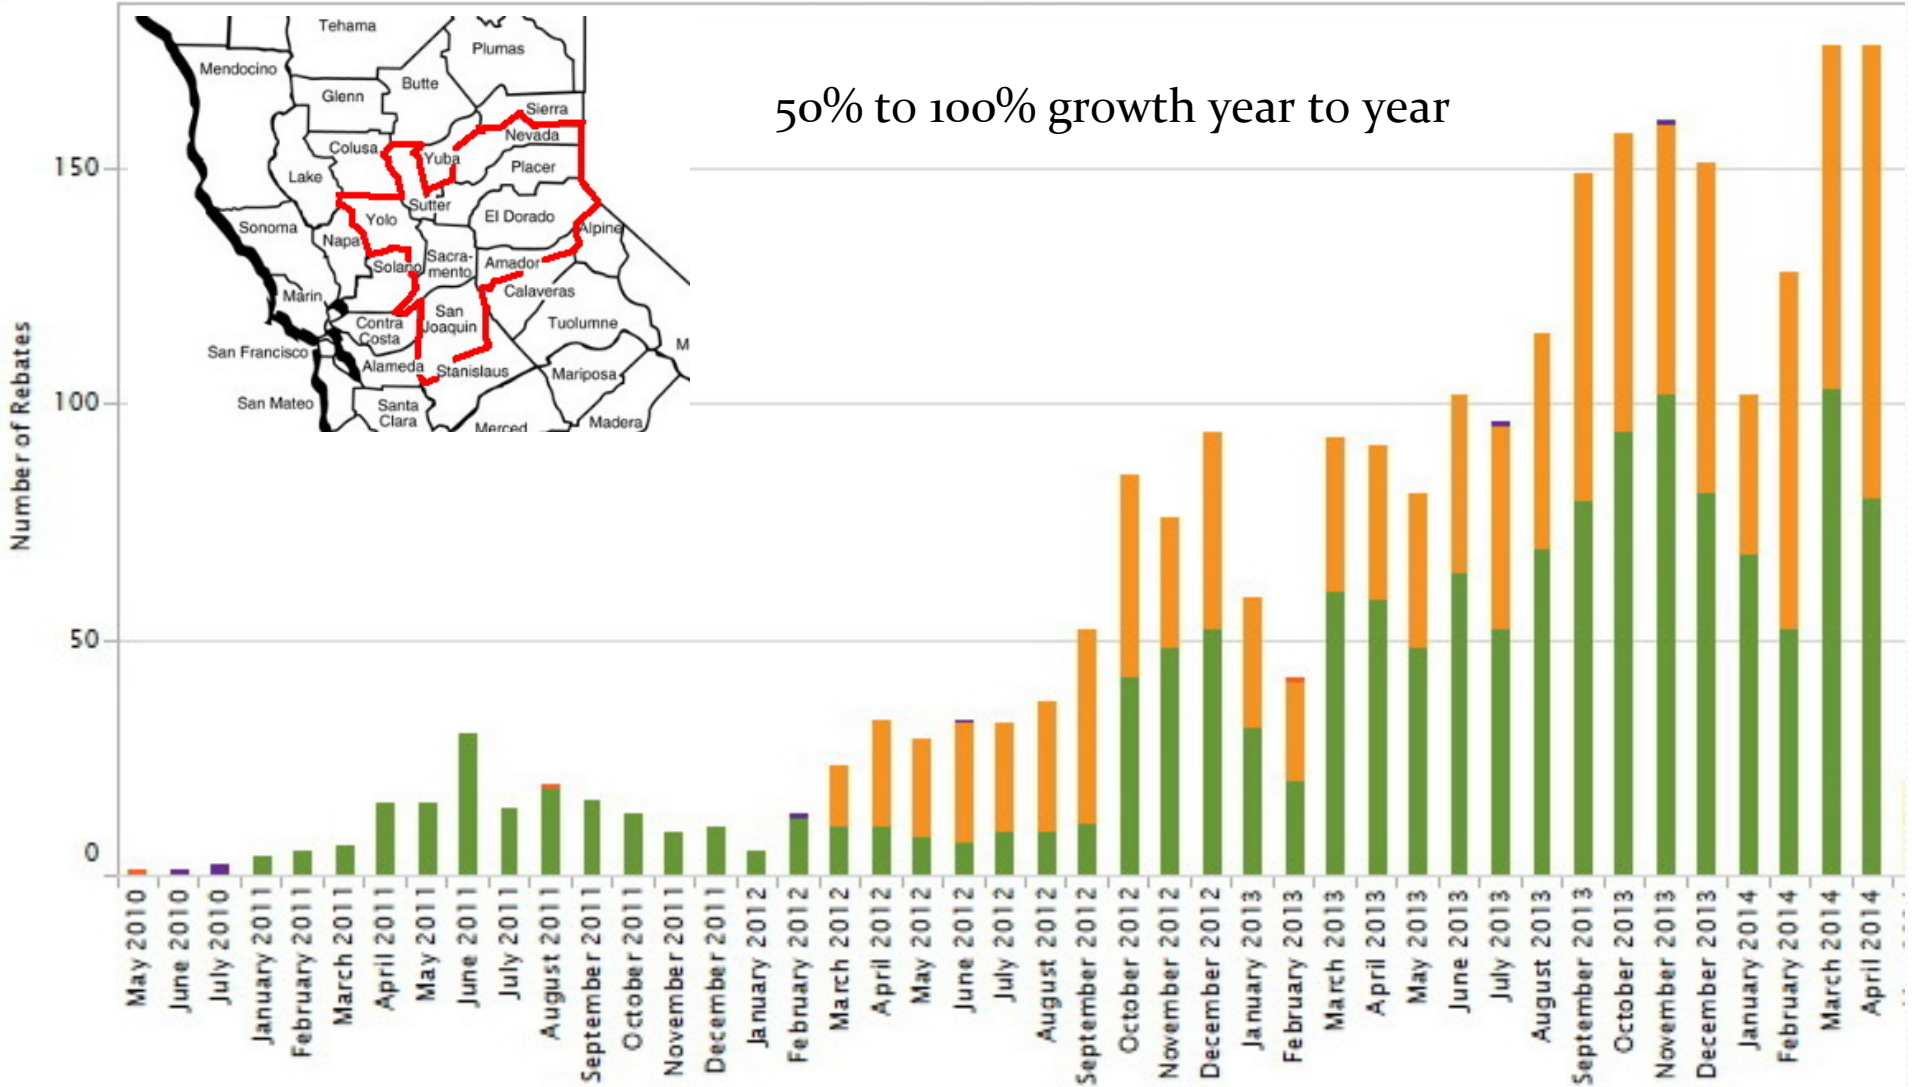 Tehama
Plumas
Mendocino
Butte
Glenn
Sierra
Nevada
Colusa
Yuba
Placer
Lake
Sutter
Yolo
El Dorado
Sonoma
Alpine
Napa
Sacra-
mento
Solano
Amador
Marin
Calaveras
San
Joaquin
Contra
Costa
Tuolumne
San Francisco
M
Alameda
Stanislaus
Mariposa
San Mateo
Santa
Clara
Merced
Madera
50% to 100% growth year to year
Number of Rebates
150
100
50
0
May 2010
June 2010
July 2010
January 2011
February 2011
March 2011
April 2011
May 2011
June 2011
July 2011
August 2011
September 2011
October 2011
November 2011
December 2011
January 2012
February 2012
March 2012
April 2012
May 2012
June 2012
July 2012
August 2012
September 2012
October 2012
November 2012
December 2012
January 2013
February 2013
March 2013
April 2013
May 2013
June 2013
July 2013
August 2013
September 2013
October 2013
November 2013
December 2013
January 2014
February 2014
March 2014
April 2014